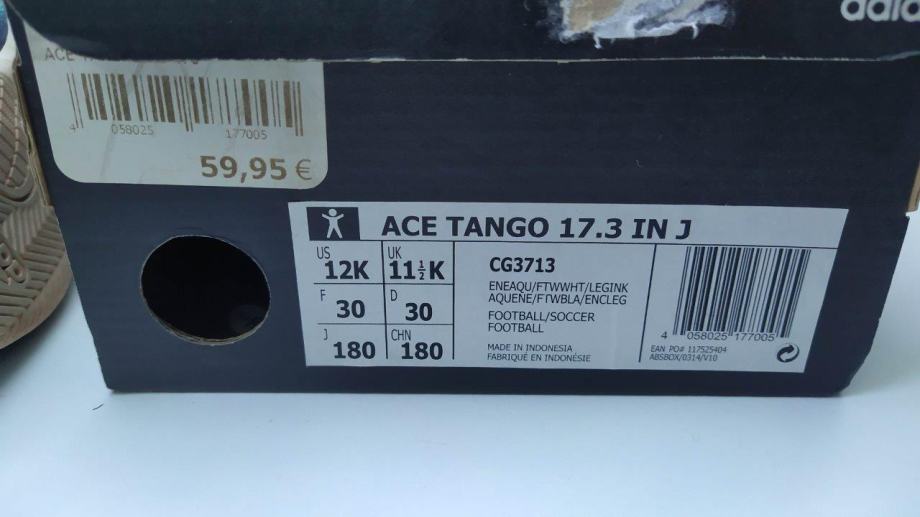 adidas
ACE
4 058025 177005
59,95 €
ACE TANGO 17.3 IN J
US 12K UK 11½K
F 30 D 30
J 180 CHN 180
CG3713
ENEAQU/FTWWHT/LEGINK
AQUENE/FTWBLA/ENCLEG
FOOTBALL/SOCCER
FOOTBALL
MADE IN INDONESIA
FABRIQUÉ EN INDONÉSIE
4 058025 177005
EAN PO# 117525404
ABSBOX/0314/V10